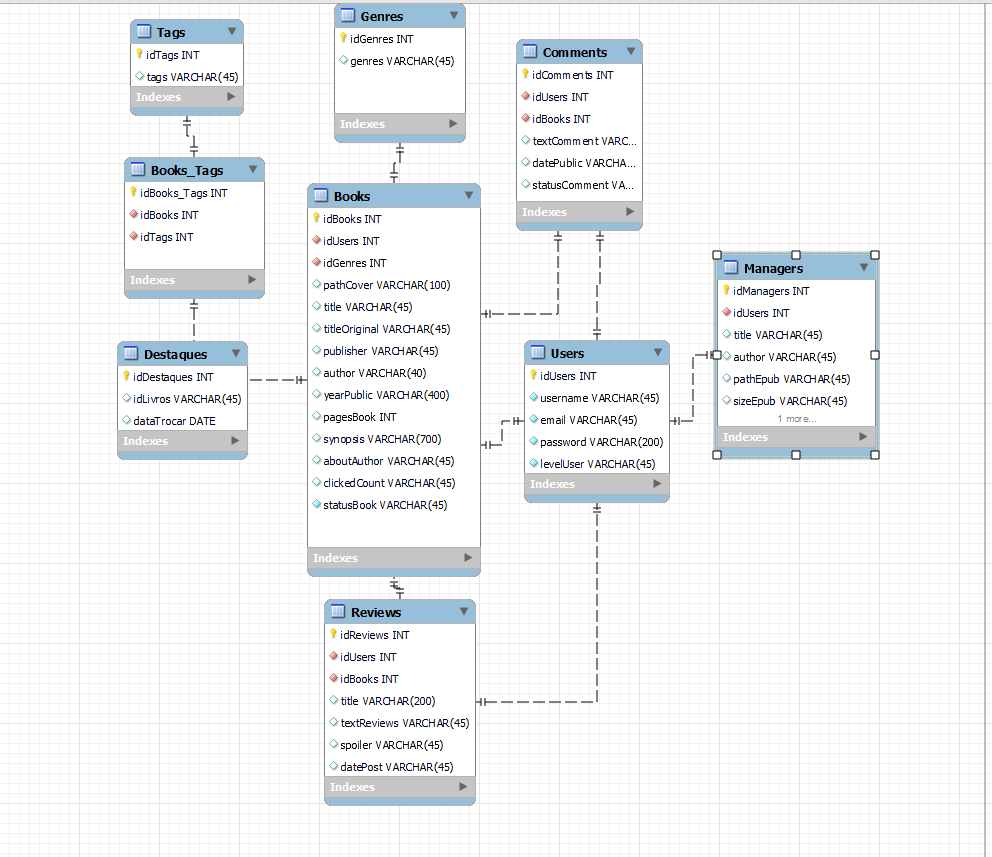 Tags
idTags INT
tags VARCHAR(45)
Indexes
Genres
idGenres INT
genres VARCHAR(45)
Indexes
Comments
idComments INT
idUsers INT
idBooks INT
textComment VARC...
datePublic VARCHA...
statusComment VA...
Indexes
Books_Tags
idBooks_Tags INT
idBooks INT
idTags INT
Indexes
Books
idBooks INT
idUsers INT
idGenres INT
pathCover VARCHAR(100)
title VARCHAR(45)
titleOriginal VARCHAR(45)
publisher VARCHAR(45)
author VARCHAR(40)
yearPublic VARCHAR(400)
pagesBook INT
synopsis VARCHAR(700)
aboutAuthor VARCHAR(45)
clickedCount VARCHAR(45)
statusBook VARCHAR(45)
Indexes
Managers
idManagers INT
idUsers INT
title VARCHAR(45)
author VARCHAR(45)
pathEpub VARCHAR(45)
sizeEpub VARCHAR(45)
1 more...
Indexes
Destaques
idDestaques INT
idLivros VARCHAR(45)
dataTrocar DATE
Indexes
Users
idUsers INT
username VARCHAR(45)
email VARCHAR(45)
password VARCHAR(200)
levelUser VARCHAR(45)
Indexes
Reviews
idReviews INT
idUsers INT
idBooks INT
title VARCHAR(200)
textReviews VARCHAR(45)
spoiler VARCHAR(45)
datePost VARCHAR(45)
Indexes